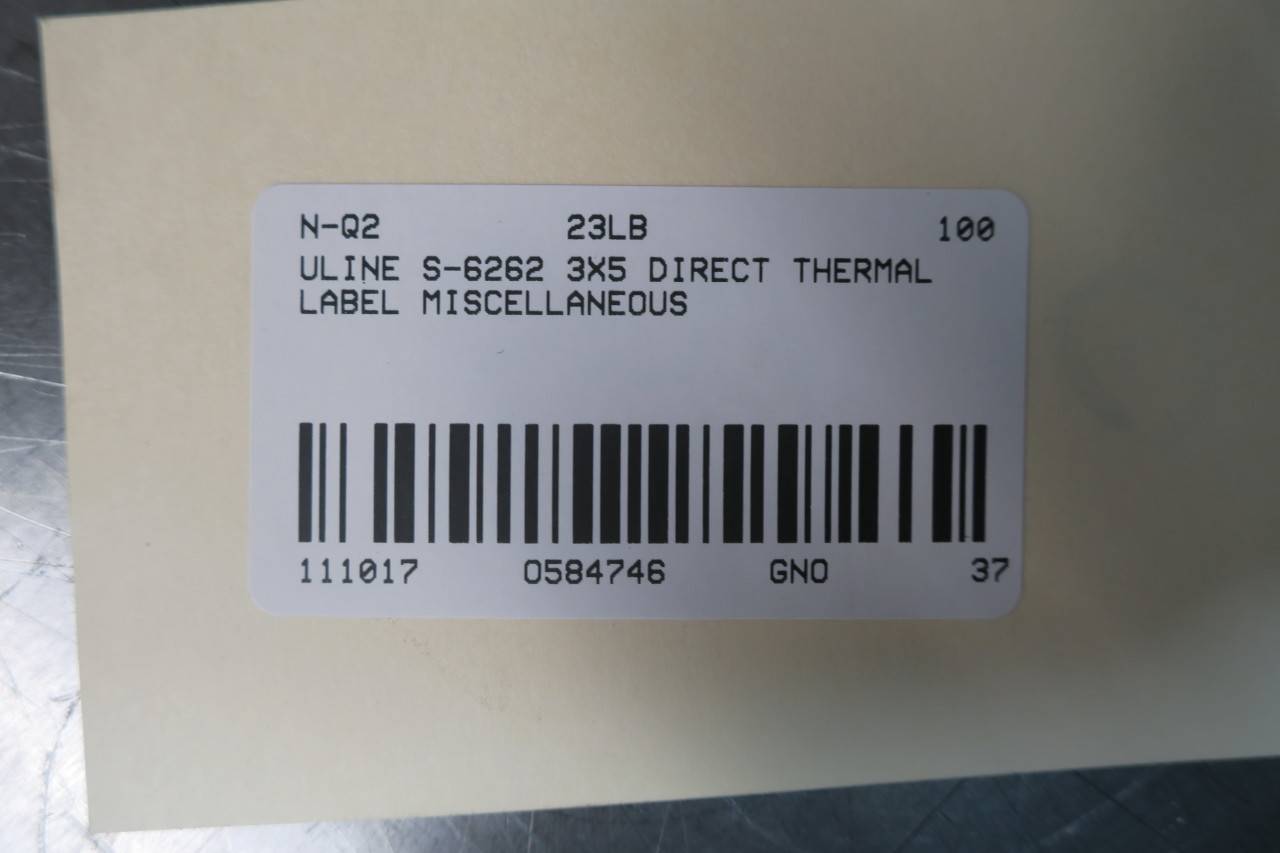 N-Q2 23LB 100
ULINE S-6262 3X5 DIRECT THERMAL
LABEL MISCELLANEOUS
111017 0584746 GNO 37